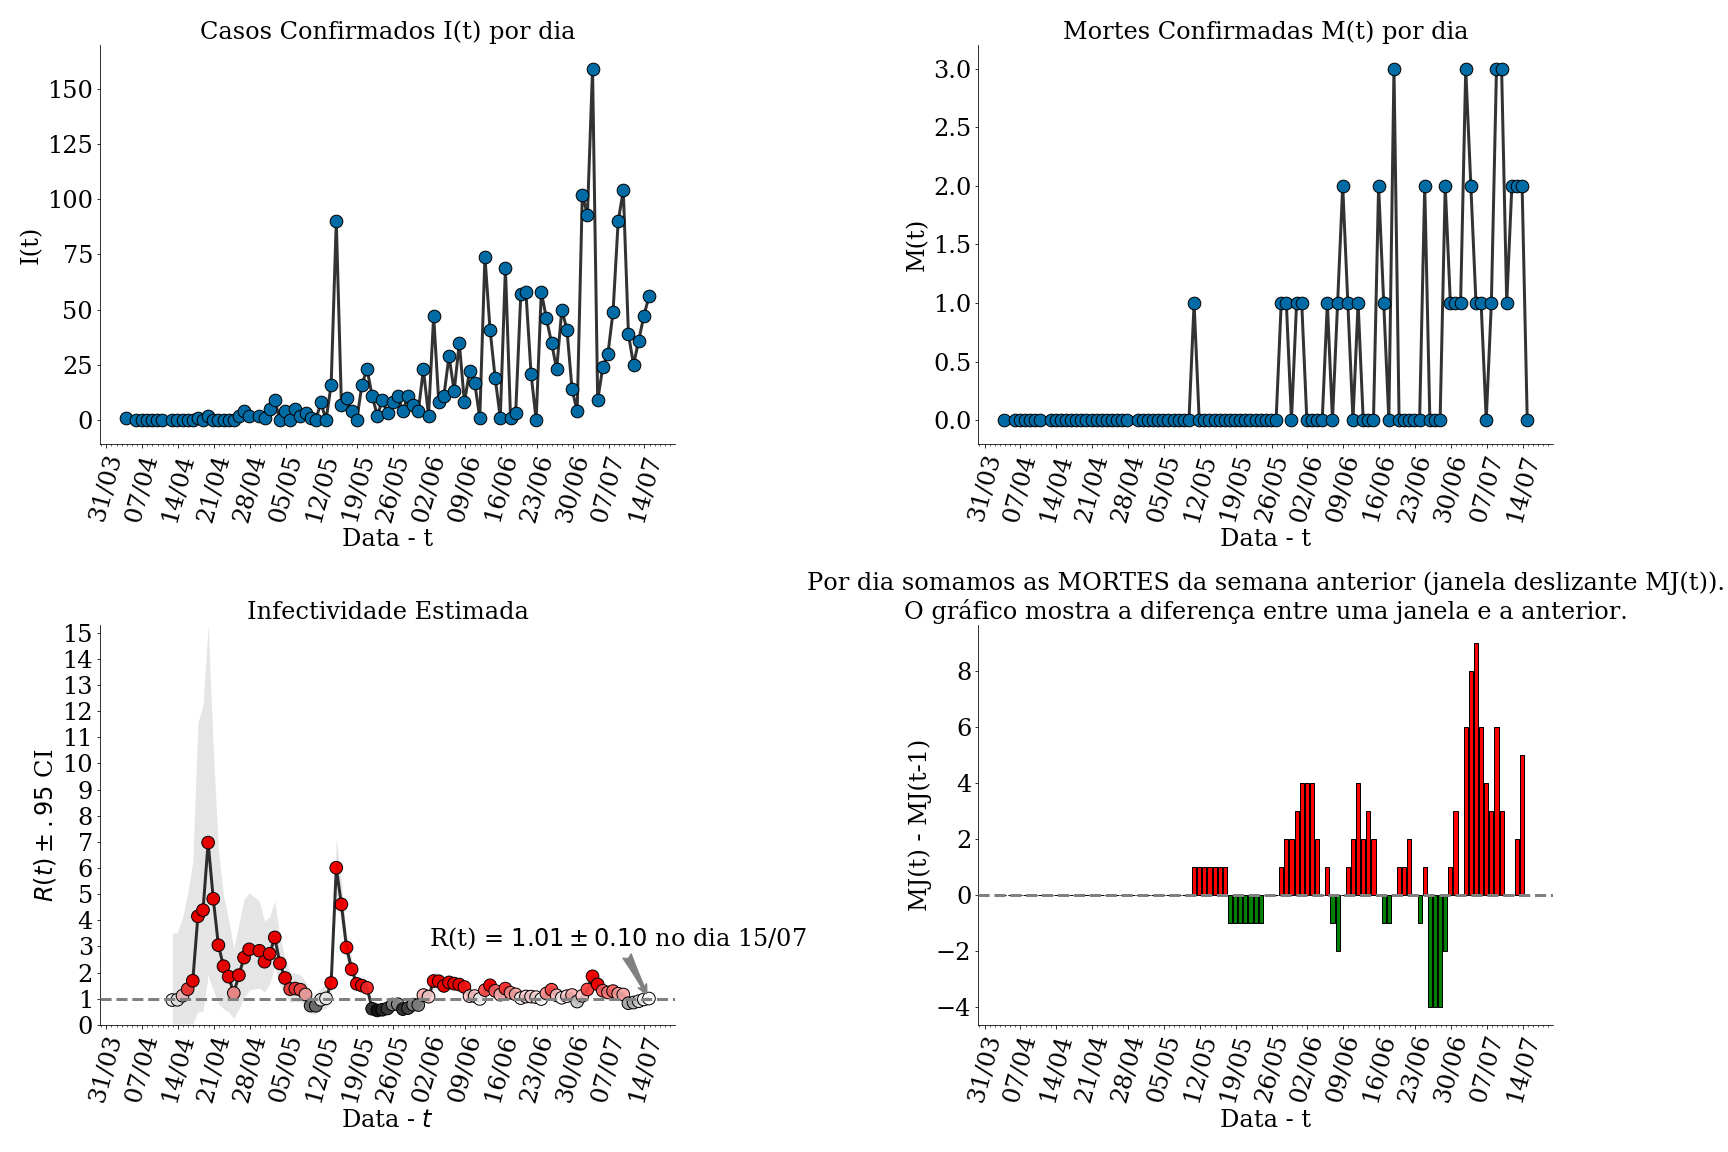 Casos Confirmados I(t) por dia
I(t)
150
125
100
75
50
25
0
31/03 07/04 14/04 21/04 28/04 05/05 12/05 19/05 26/05 02/06 09/06 16/06 23/06 30/06 07/07 14/07
Data - t
Mortes Confirmadas M(t) por dia
M(t)
3.0
2.5
2.0
1.5
1.0
0.5
0.0
31/03 07/04 14/04 21/04 28/04 05/05 12/05 19/05 26/05 02/06 09/06 16/06 23/06 30/06 07/07 14/07
Data - t
Infectividade Estimada
R(t) ± .95 CI
15
14
13
12
11
10
9
8
7
6
5
4
3
2
1
0
R(t) = 1.01 ± 0.10 no dia 15/07
31/03 07/04 14/04 21/04 28/04 05/05 12/05 19/05 26/05 02/06 09/06 16/06 23/06 30/06 07/07 14/07
Data - t
Por dia somamos as MORTES da semana anterior (janela deslizante MJ(t)).
O gráfico mostra a diferença entre uma janela e a anterior.
MJ(t) - MJ(t-1)
8
6
4
2
0
−2
−4
31/03 07/04 14/04 21/04 28/04 05/05 12/05 19/05 26/05 02/06 09/06 16/06 23/06 30/06 07/07 14/07
Data - t